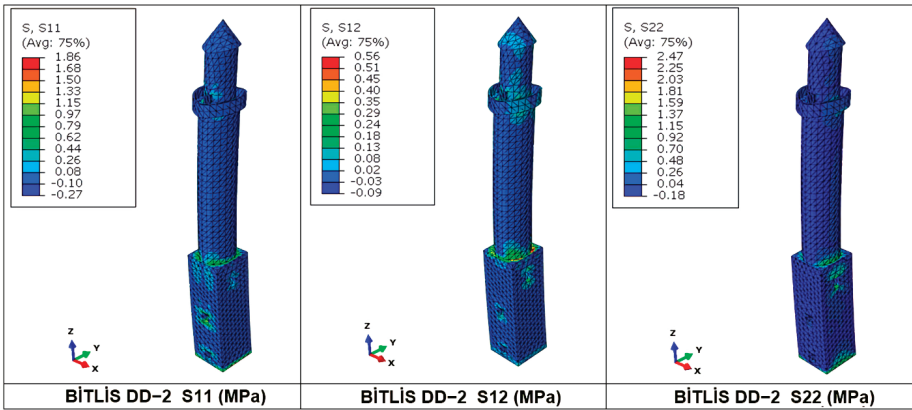 S, S11
(Avg: 75%)
1.86
1.68
1.50
1.33
1.15
0.97
0.79
0.62
0.44
0.26
0.08
-0.10
-0.27
Z
Y
X
BİTLİS DD-2 S11 (MPa)
S, S12
(Avg: 75%)
0.56
0.51
0.45
0.40
0.35
0.29
0.24
0.18
0.13
0.08
0.02
-0.03
-0.09
Z
Y
X
BİTLİS DD-2 S12 (MPa)
S, S22
(Avg: 75%)
2.47
2.25
2.03
1.81
1.59
1.37
1.15
0.92
0.70
0.48
0.26
0.04
-0.18
Z
Y
X
BİTLİS DD-2 S22 (MPa)